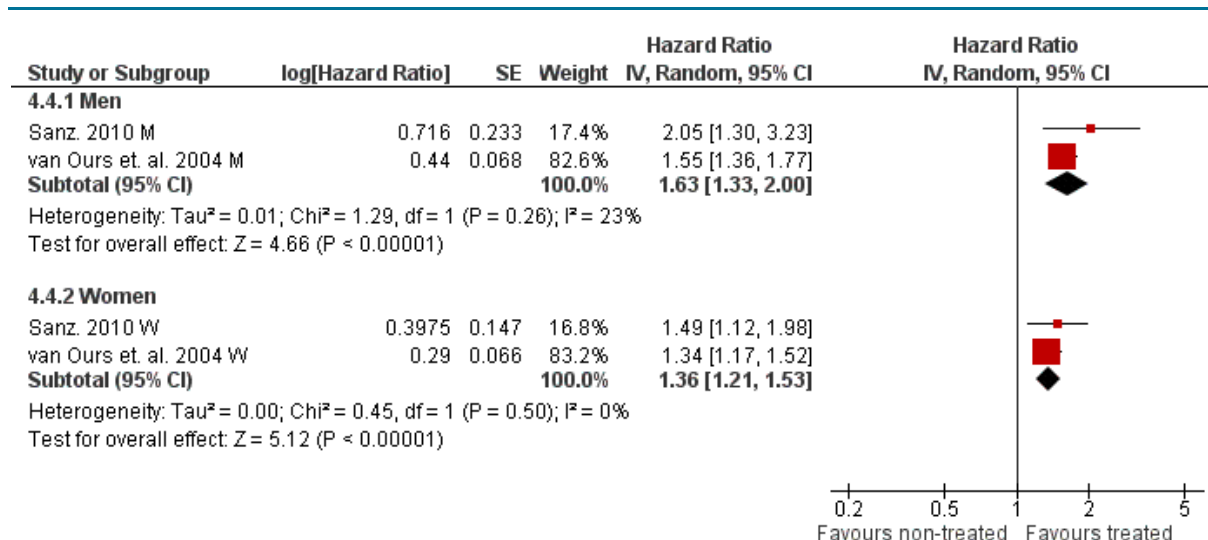 Hazard Ratio Hazard Ratio
Study or Subgroup log[Hazard Ratio] SE Weight IV, Random, 95% CI IV, Random, 95% CI
4.4.1 Men
Sanz. 2010 M 0.716 0.233 17.4% 2.05 [1.30, 3.23]
van Ours et. al. 2004 M 0.44 0.068 82.6% 1.55 [1.36, 1.77]
Subtotal (95% CI) 100.0% 1.63 [1.33, 2.00]
Heterogeneity: Tau² = 0.01; Chi² = 1.29, df = 1 (P = 0.26); I² = 23%
Test for overall effect: Z = 4.66 (P < 0.00001)
4.4.2 Women
Sanz. 2010 W 0.3975 0.147 16.8% 1.49 [1.12, 1.98]
van Ours et. al. 2004 W 0.29 0.066 83.2% 1.34 [1.17, 1.52]
Subtotal (95% CI) 100.0% 1.36 [1.21, 1.53]
Heterogeneity: Tau² = 0.00; Chi² = 0.45, df = 1 (P = 0.50); I² = 0%
Test for overall effect: Z = 5.12 (P < 0.00001)
0.2 0.5 1 2 5
Favours non-treated Favours treated